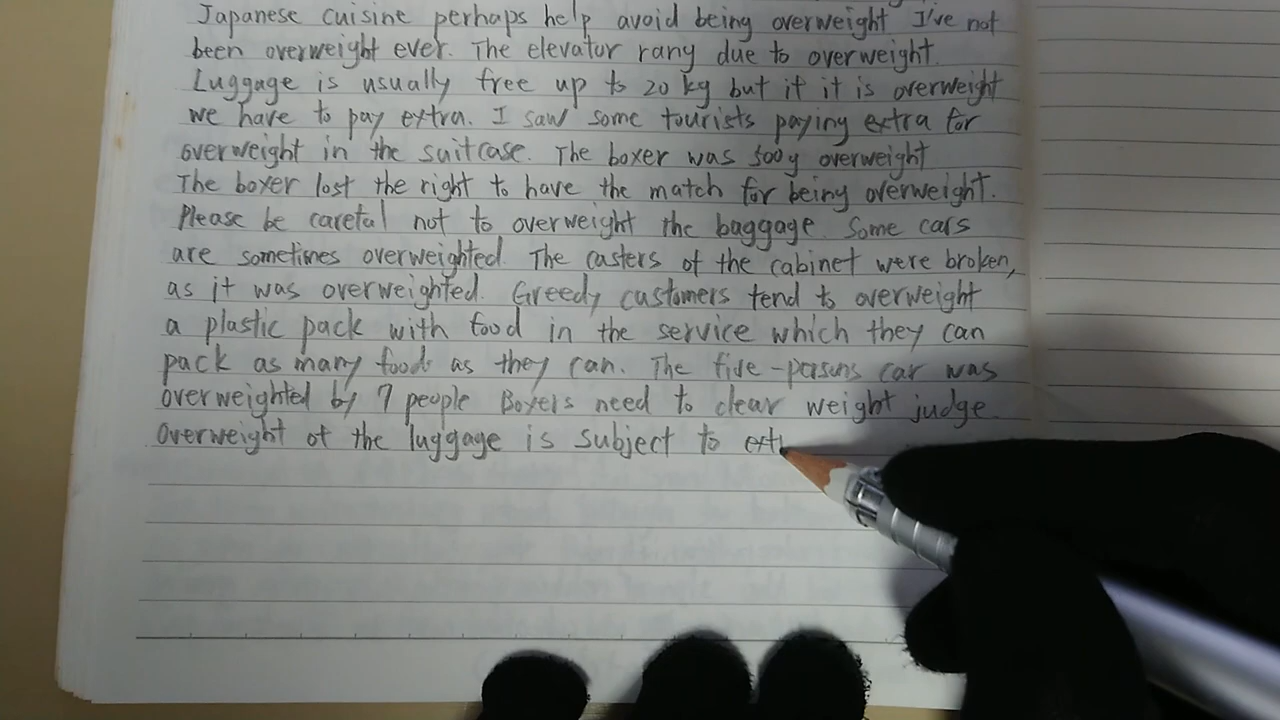 Japanese cuisine perhaps help avoid being overweight I've not
been overweight ever. The elevator rang due to overweight.
Luggage is usually free up to 20 kg but if it is overweight
we have to pay extra. I saw some tourists paying extra for
overweight in the suitcase. The boxer was 500g overweight
The boxer lost the right to have the match for being overweight.
Please be careful not to overweight the baggage. Some cars
are sometimes overweighted. The casters of the cabinet were broken,
as it was overweighted. Greedy customers tend to overweight
a plastic pack with food in the service which they can
pack as many foods as they can. The five-persons car was
overweighted by 7 people Boxers need to clear weight judge.
Overweight of the luggage is subject to ext